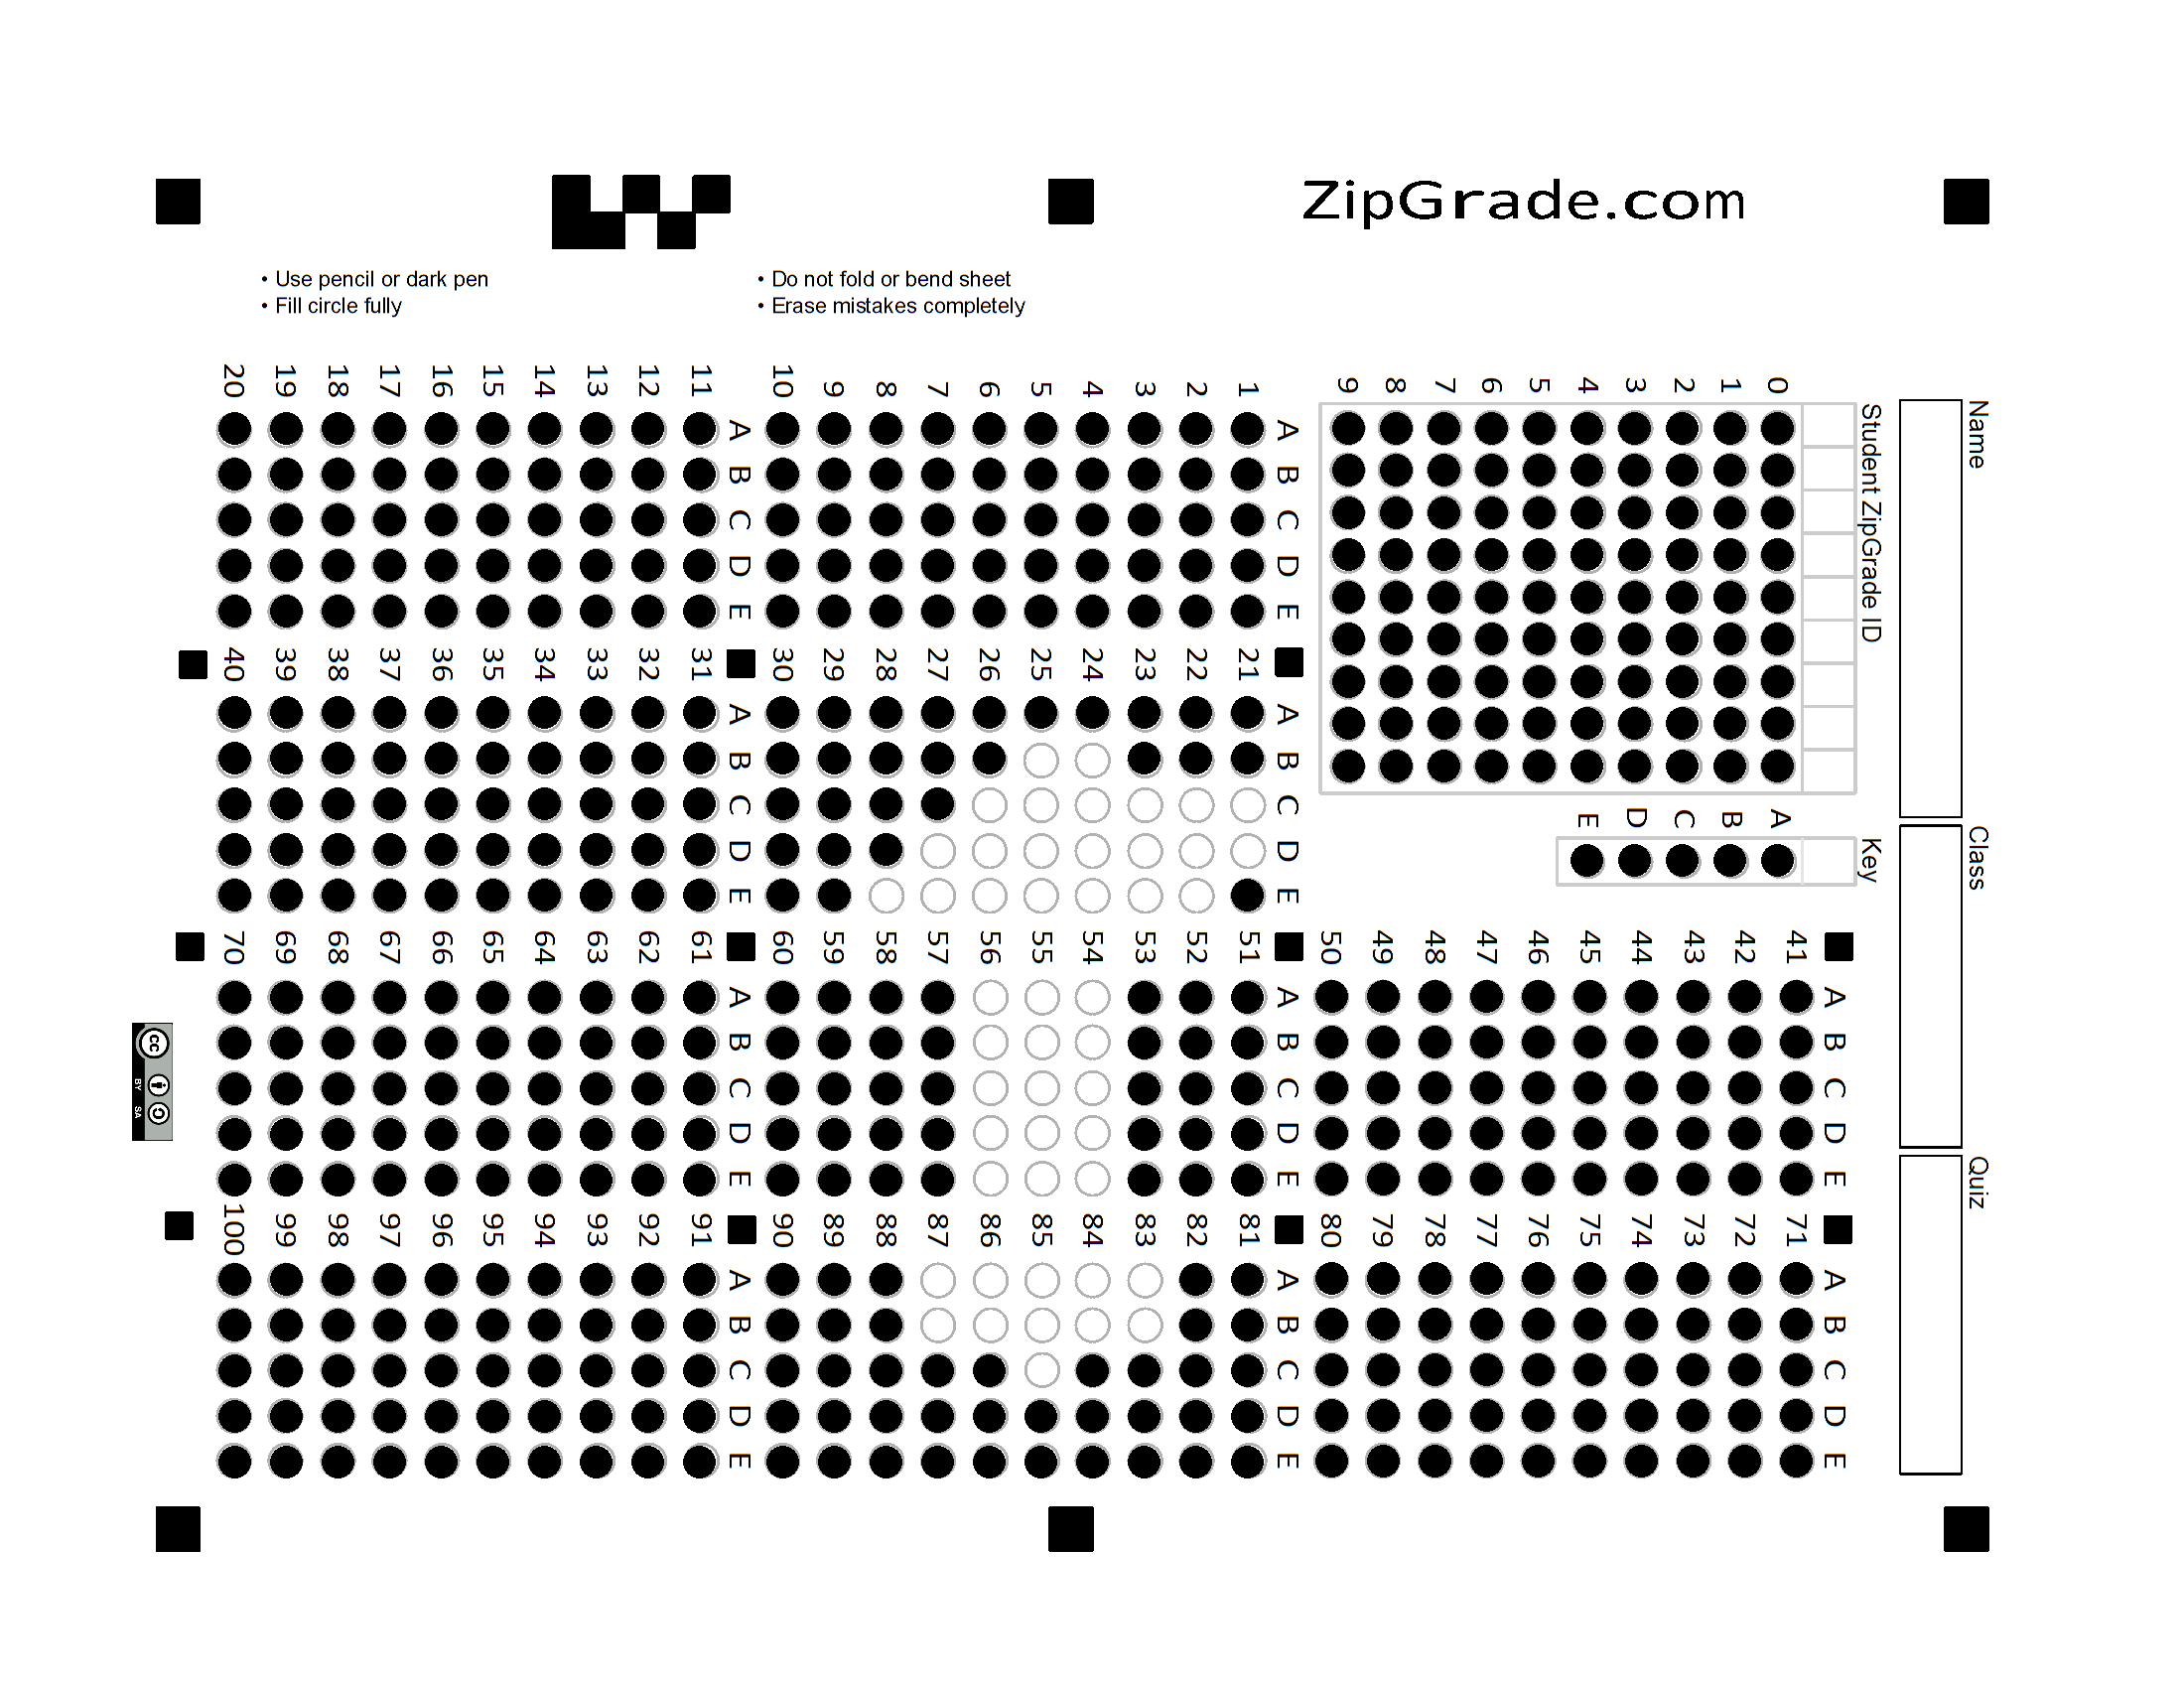 ZipGrade.com
• Use pencil or dark pen
• Fill circle fully
• Do not fold or bend sheet
• Erase mistakes completely
Name
Class
Quiz
Student ZipGrade ID
0 1 2 3 4 5 6 7 8 9
Key
A B C D E
A B C D E
1 2 3 4 5 6 7 8 9 10
A B C D E
11 12 13 14 15 16 17 18 19 20
A B C D E
21 22 23 24 25 26 27 28 29 30
A B C D E
31 32 33 34 35 36 37 38 39 40
A B C D E
41 42 43 44 45 46 47 48 49 50
A B C D E
51 52 53 54 55 56 57 58 59 60
A B C D E
61 62 63 64 65 66 67 68 69 70
A B C D E
71 72 73 74 75 76 77 78 79 80
A B C D E
81 82 83 84 85 86 87 88 89 90
A B C D E
91 92 93 94 95 96 97 98 99 100
A B C D E
cc BY SA